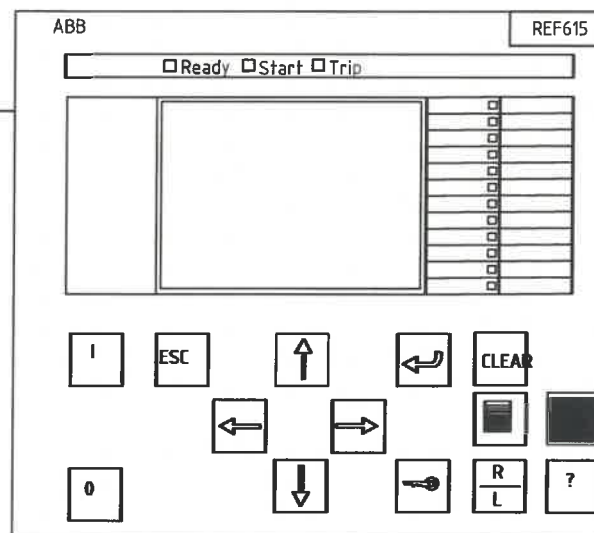 ABB REF615
Ready Start Trip
I ESC CLEAR
0 R ?
L